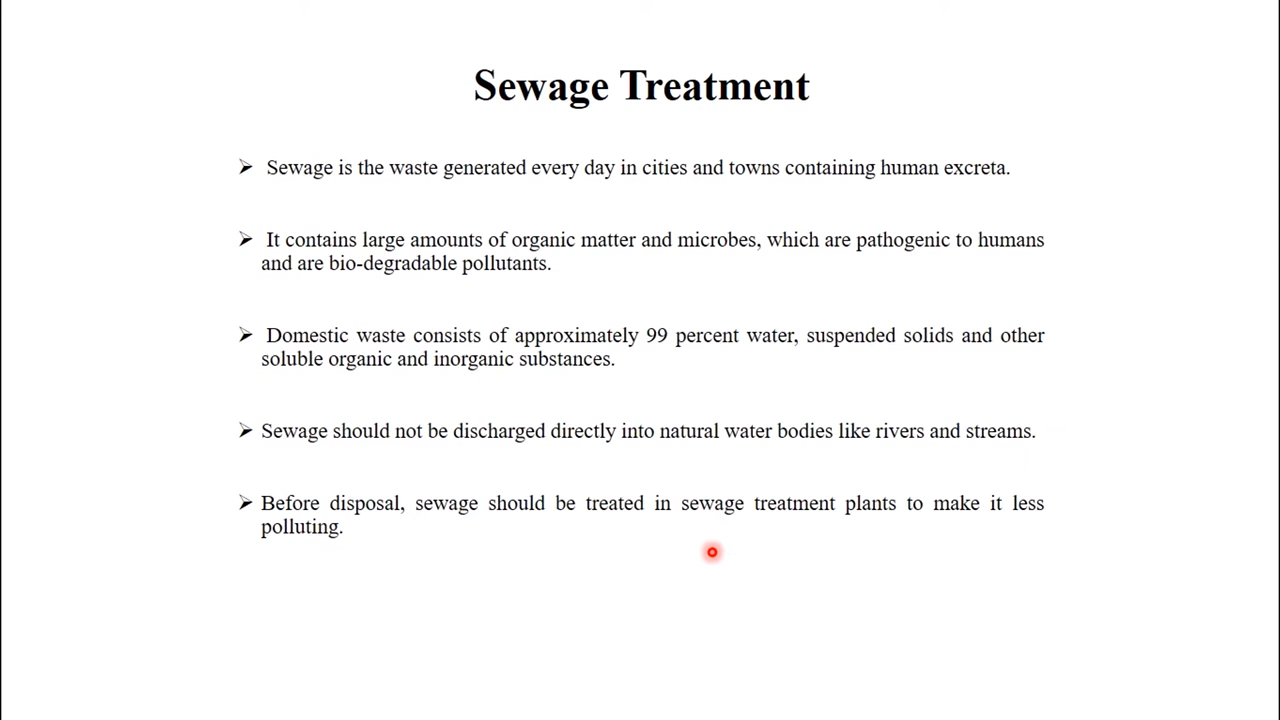 Sewage Treatment
➢ Sewage is the waste generated every day in cities and towns containing human excreta.
➢ It contains large amounts of organic matter and microbes, which are pathogenic to humans
and are bio-degradable pollutants.
➢ Domestic waste consists of approximately 99 percent water, suspended solids and other
soluble organic and inorganic substances.
➢ Sewage should not be discharged directly into natural water bodies like rivers and streams.
➢ Before disposal, sewage should be treated in sewage treatment plants to make it less
polluting.